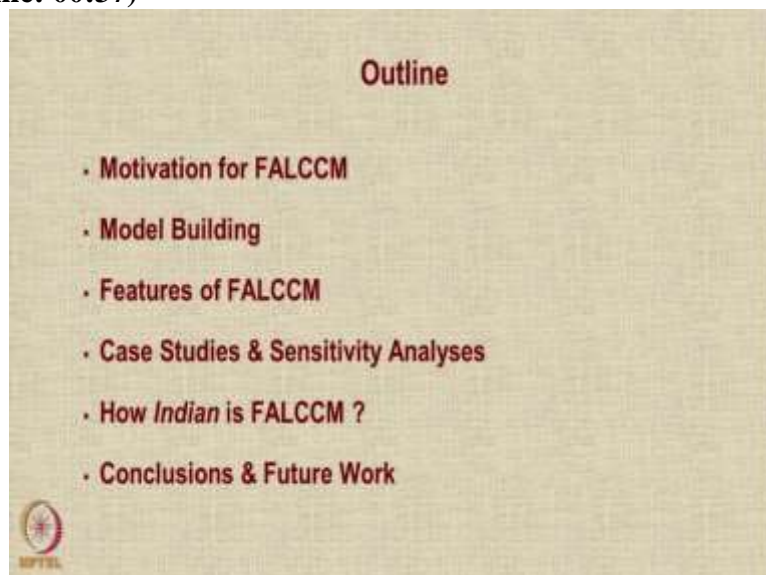 Outline
· Motivation for FALCCM
· Model Building
· Features of FALCCM
· Case Studies & Sensitivity Analyses
· How Indian is FALCCM ?
· Conclusions & Future Work
NPTEL